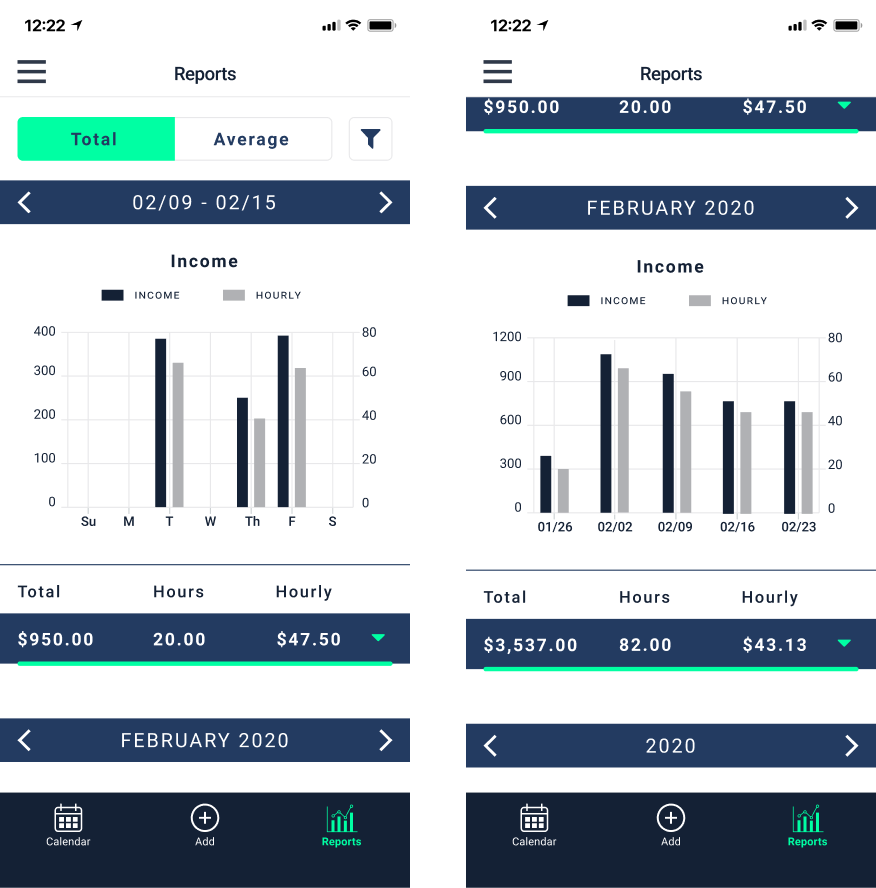 12:22
Reports
Total Average
02/09 - 02/15
Income
INCOME HOURLY
400 80
300 60
200 40
100 20
0 0
Su M T W Th F S
Total Hours Hourly
$950.00 20.00 $47.50
FEBRUARY 2020
Calendar Add Reports
12:22
Reports
$950.00 20.00 $47.50
FEBRUARY 2020
Income
INCOME HOURLY
1200 80
900 60
600 40
300 20
0 0
01/26 02/02 02/09 02/16 02/23
Total Hours Hourly
$3,537.00 82.00 $43.13
2020
Calendar Add Reports